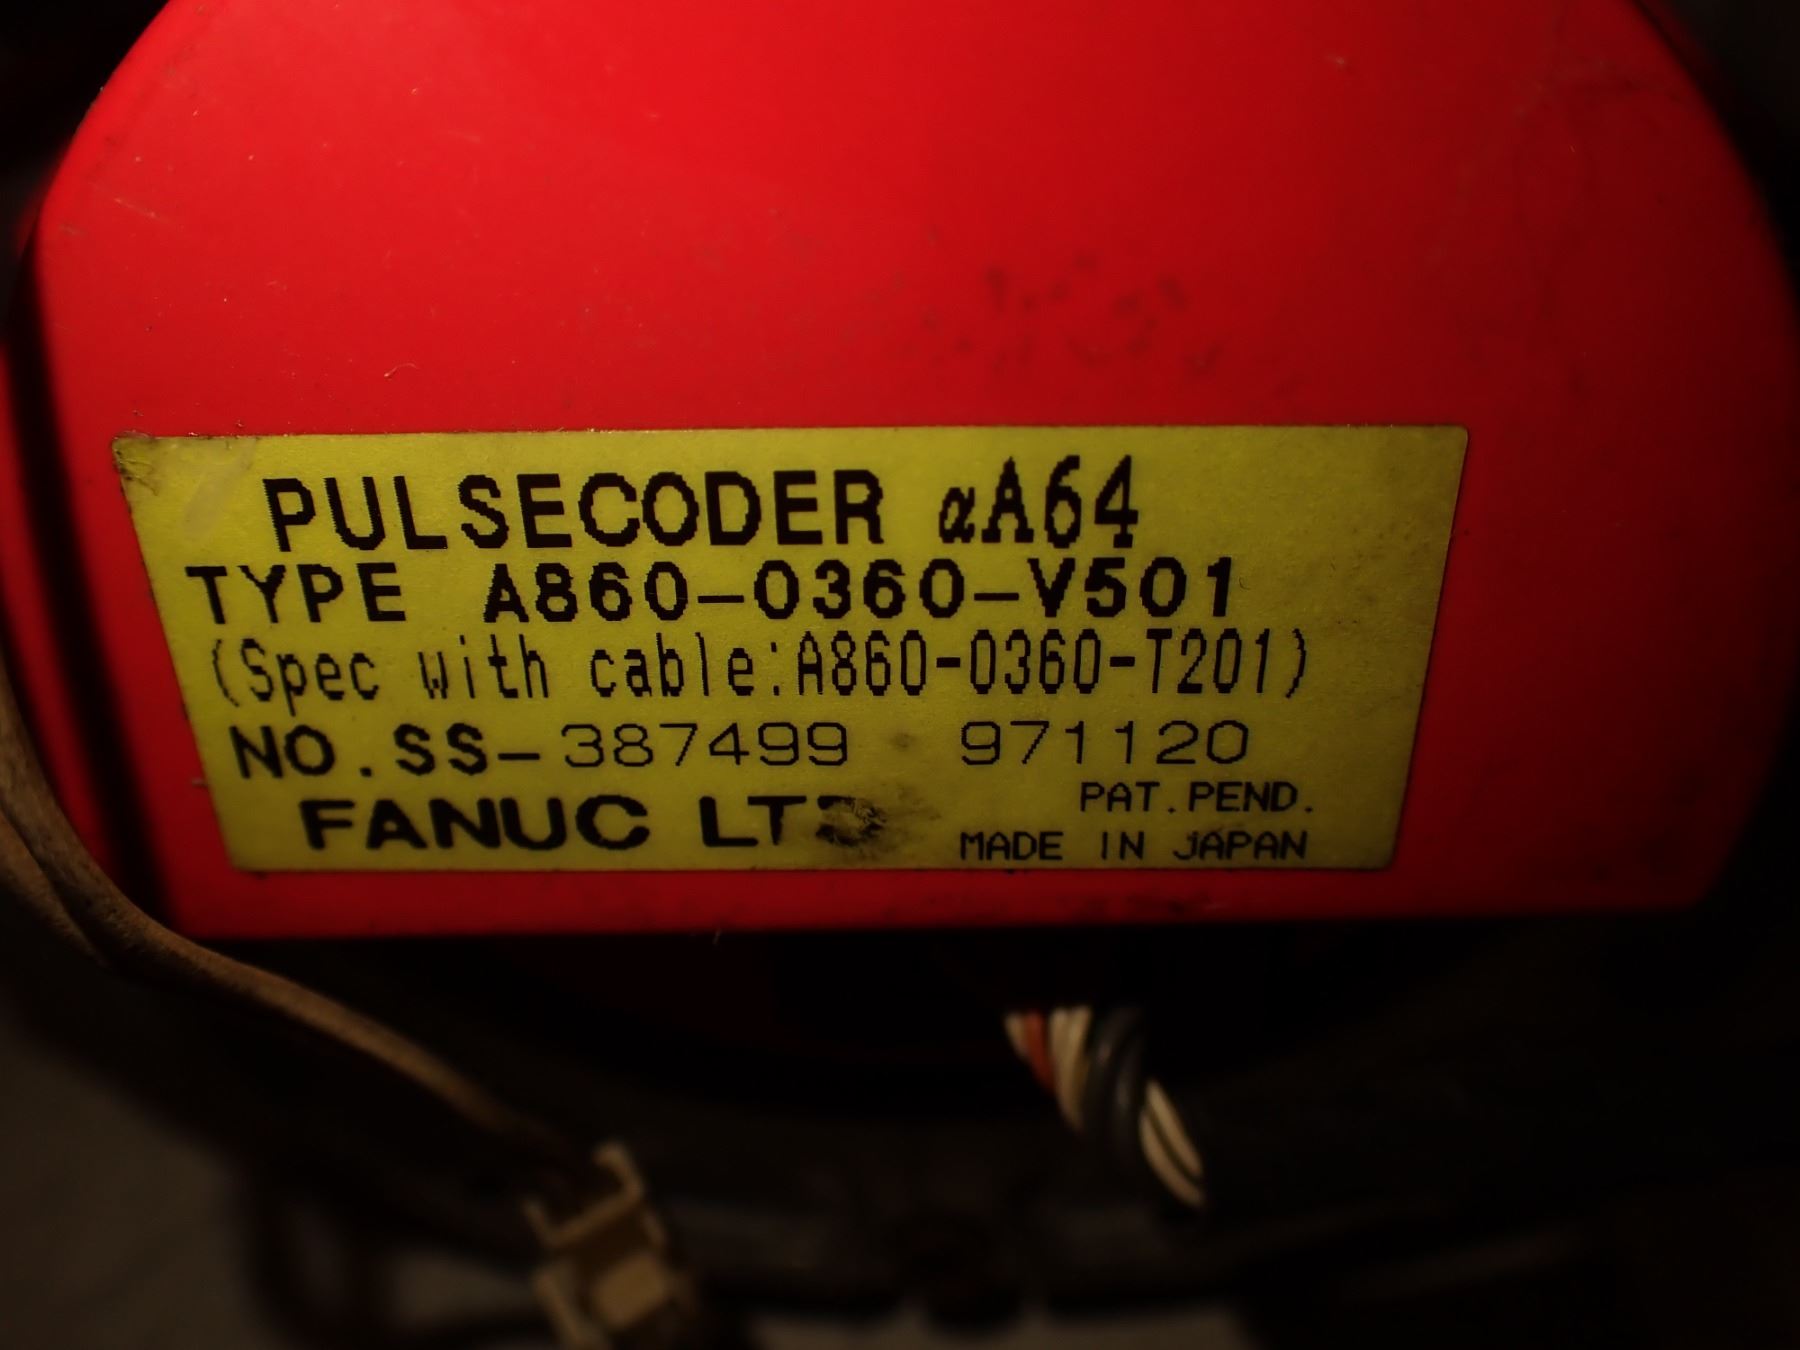 PULSECODER αA64
TYPE A860-0360-V501
(Spec with cable:A860-0360-T201)
NO.SS-387499 971120
FANUC
PAT.PEND.
MADE IN JAPAN